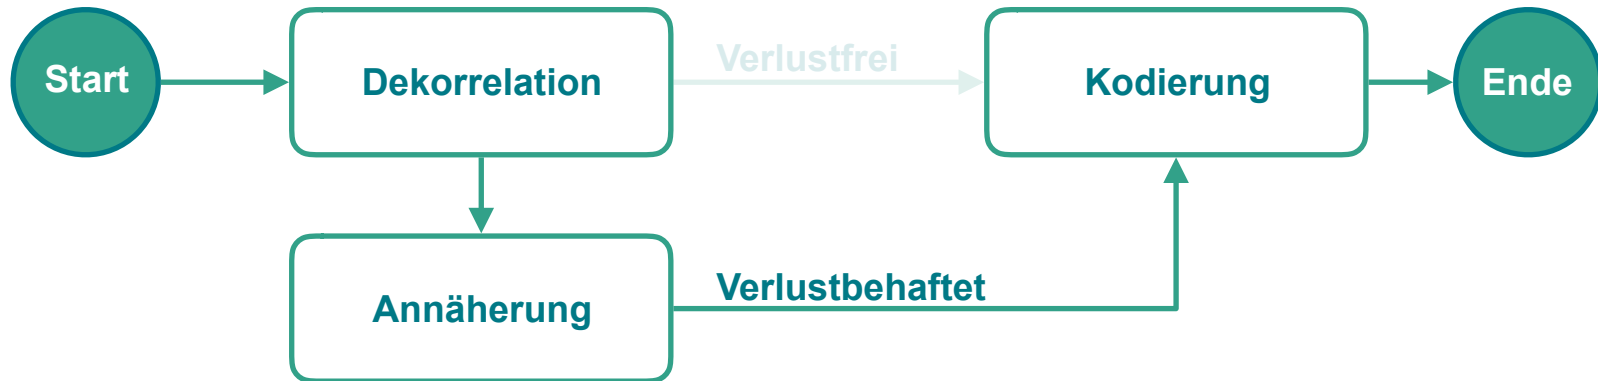 Start
Dekorrelation
Verlustfrei
Kodierung
Ende
Annäherung
Verlustbehaftet